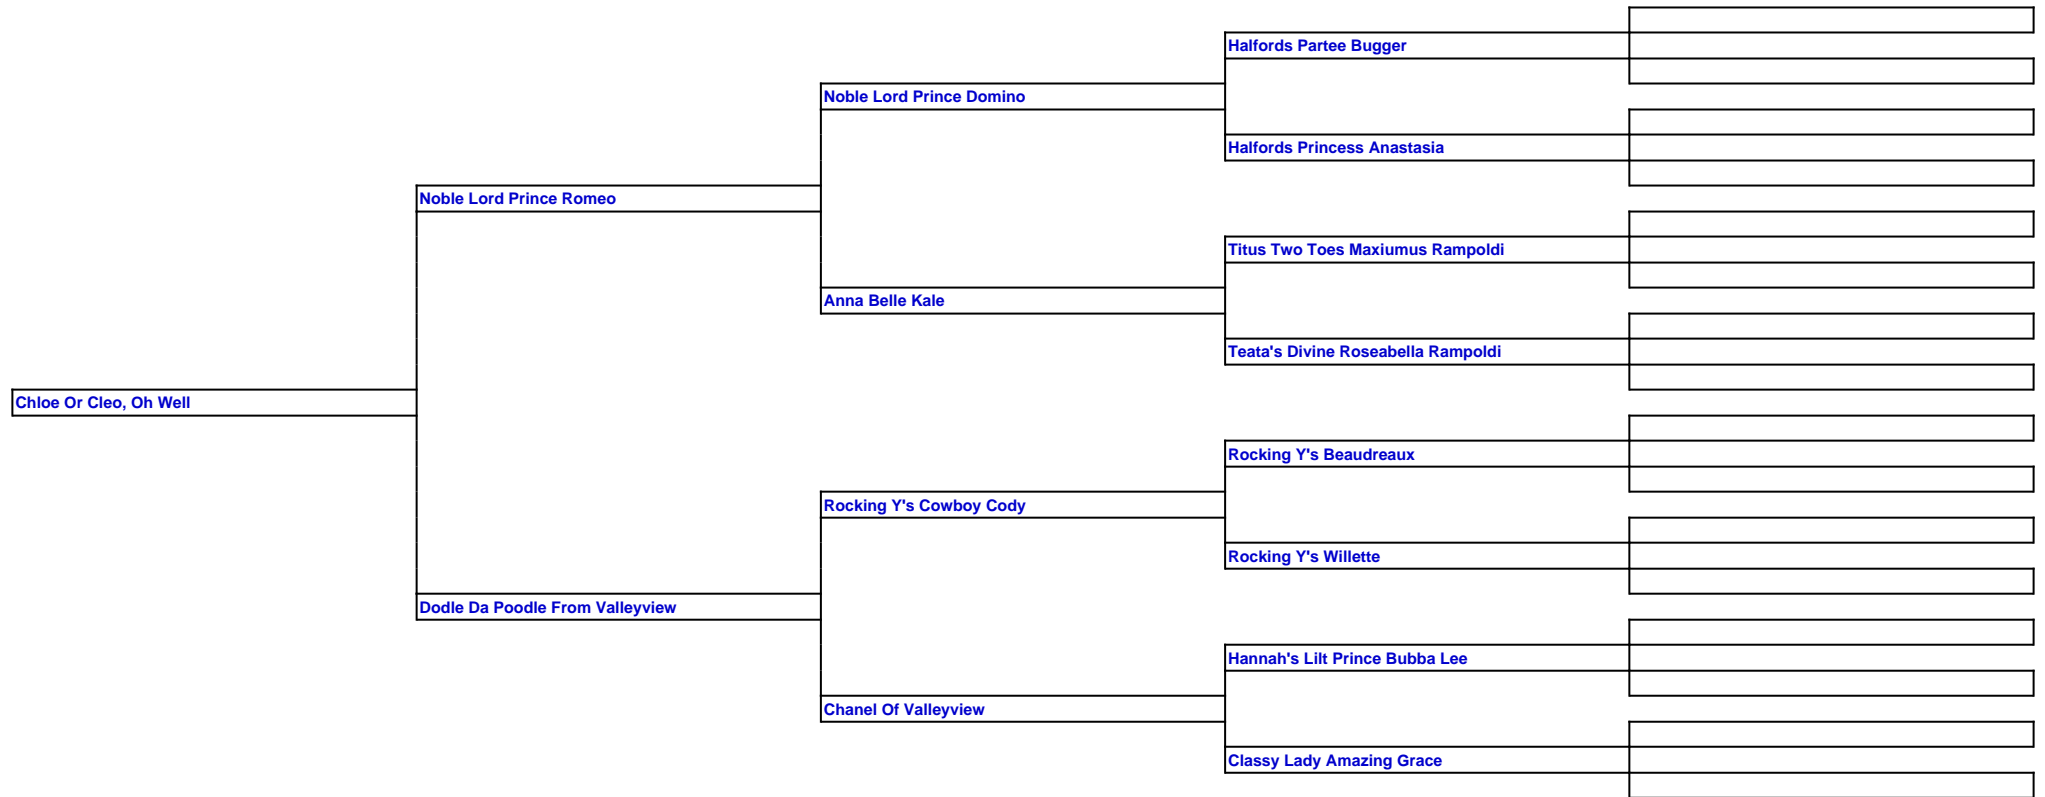 Halfords Partee Bugger
Noble Lord Prince Domino
Halfords Princess Anastasia
Noble Lord Prince Romeo
Titus Two Toes Maxiumus Rampoldi
Anna Belle Kale
Teata's Divine Roseabella Rampoldi
Chloe Or Cleo, Oh Well
Rocking Y's Beaudreaux
Rocking Y's Cowboy Cody
Rocking Y's Willette
Dodle Da Poodle From Valleyview
Hannah's Lilt Prince Bubba Lee
Chanel Of Valleyview
Classy Lady Amazing Grace